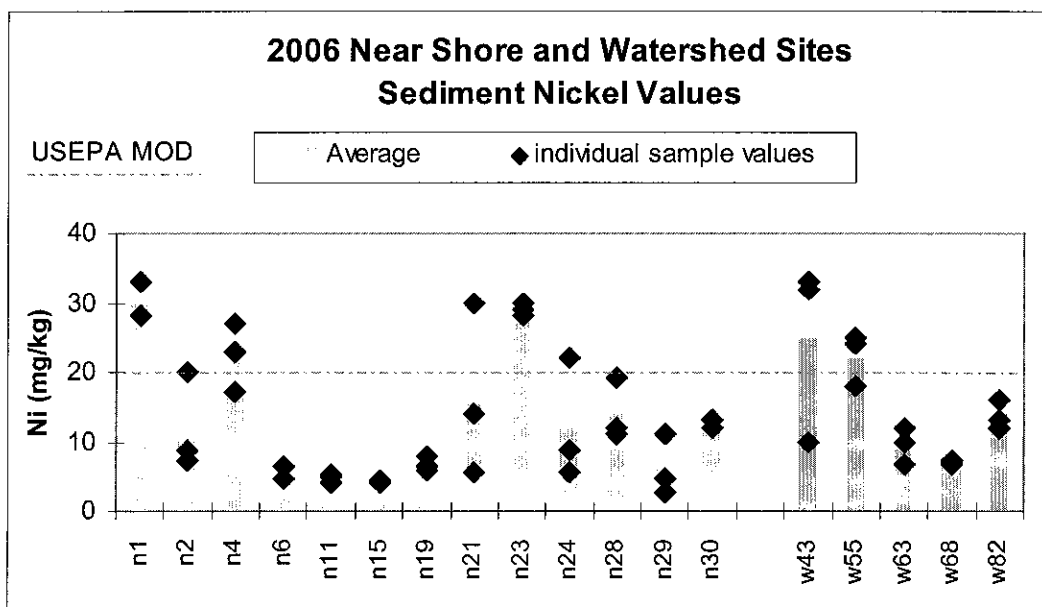 2006 Near Shore and Watershed Sites
Sediment Nickel Values
USEPA MOD
Average
individual sample values
Ni (mg/kg)
40
30
20
10
0
n1
n2
n4
n6
n11
n15
n19
n21
n23
n24
n28
n29
n30
w43
w55
w63
w68
w82